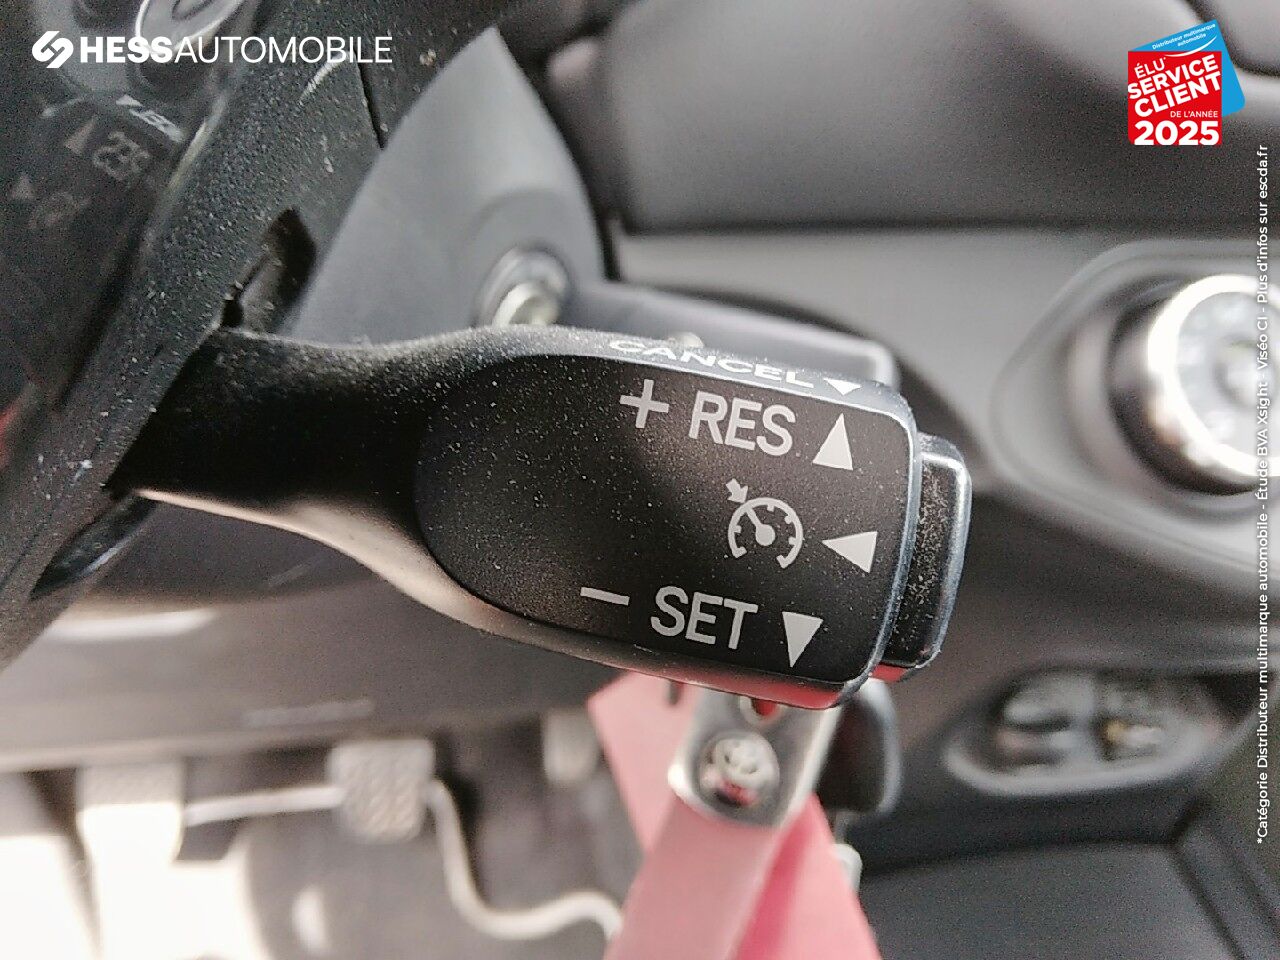 HESSAUTOMOBILE
Distributeur multimarque
automobile
ÉLU
SERVICE
CLIENT
DE L'ANNÉE
2025
*Catégorie Distributeur multimarque automobile - Étude BVA Xsight - Viséo CI - Plus d'infos sur escda.fr
CANCEL
+ RES
– SET